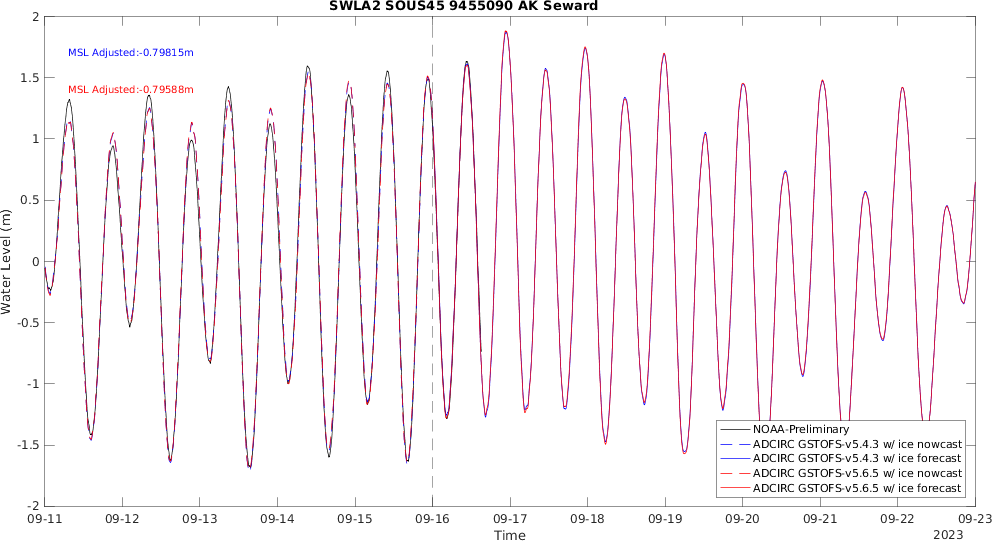 SWLA2 SOUS45 9455090 AK Seward
MSL Adjusted:-0.79815m
MSL Adjusted:-0.79588m
Water Level (m)
2
1.5
1
0.5
0
-0.5
-1
-1.5
-2
NOAA-Preliminary
ADCIRC GSTOFS-v5.4.3 w/ ice nowcast
ADCIRC GSTOFS-v5.4.3 w/ ice forecast
ADCIRC GSTOFS-v5.6.5 w/ ice nowcast
ADCIRC GSTOFS-v5.6.5 w/ ice forecast
09-11 09-12 09-13 09-14 09-15 09-16 09-17 09-18 09-19 09-20 09-21 09-22 09-23
Time
2023